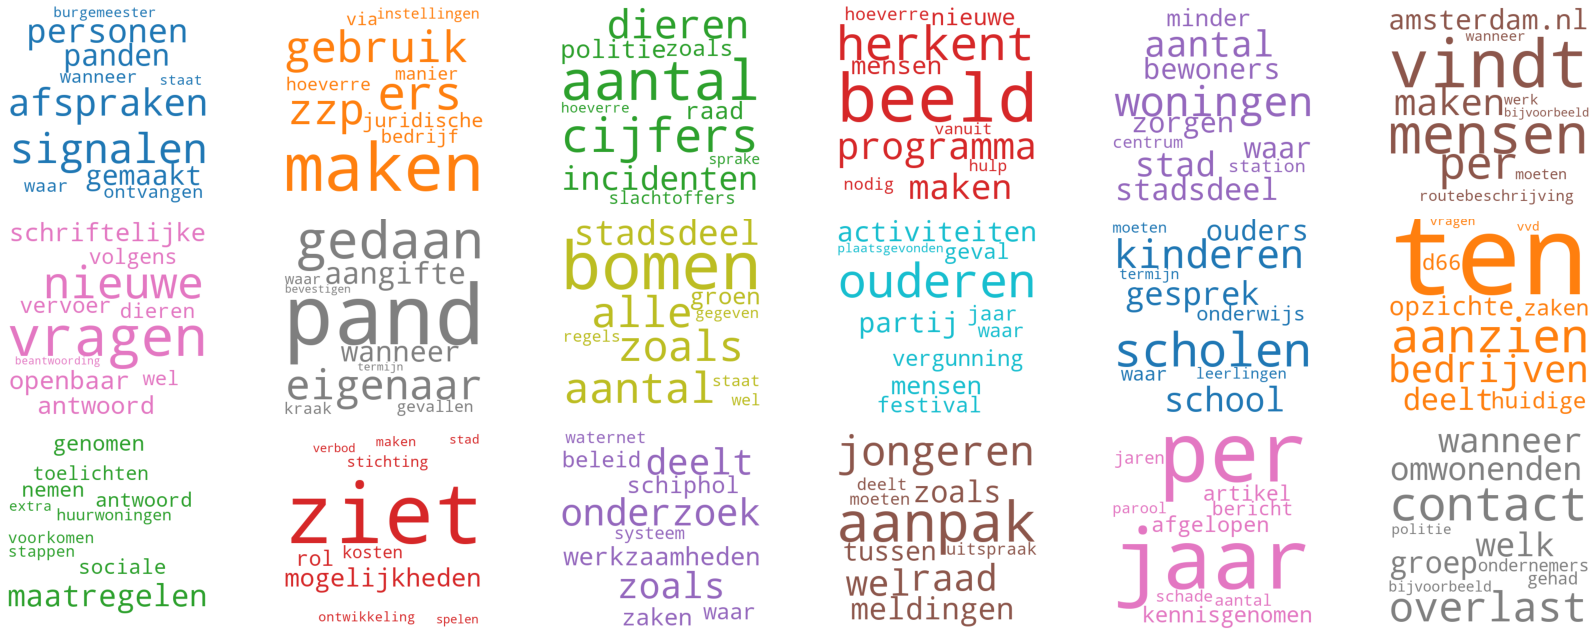 burgemeester
personen
panden
wanneer staat
afspraken
signalen
gemaakt
waar ontvangen
via instellingen
gebruik
manier
hoeverre
ers
zzp
juridische
bedrijf
maken
dieren
politie zoals
aantal
hoeverre
raad
cijfers
sprake
incidenten
slachtoffers
hoeverre nieuwe
herkent
mensen
beeld
vanuit
programma
hulp
nodig maken
minder
aantal
bewoners
woningen
zorgen
centrum waar
stad station
stadsdeel
amsterdam.nl
wanneer
vindt
maken werk
bijvoorbeeld
mensen
per moeten
routebeschrijving
schriftelijke
volgens
nieuwe
vervoer dieren
vragen
beantwoording
openbaar wel
antwoord
gedaan
waar aangifte
bevestigen
pand
wanneer
termijn
eigenaar
kraak gevallen
stadsdeel
bomen
groen
alle gegeven
regels zoals
aantal staat
wel
activiteiten
plaatsgevonden geval
ouderen
partij jaar
waar
vergunning
mensen
festival
moeten ouders
kinderen
termijn
gesprek
onderwijs
scholen
waar leerlingen
school
vragen vvd
ten
d66
opzichte zaken
aanzien
bedrijven
deelt huidige
genomen
toelichten
nemen antwoord
extra huurwoningen
voorkomen
stappen
sociale
maatregelen
verbod maken stad
stichting
ziet
rol kosten
mogelijkheden
ontwikkeling spelen
waternet
beleid deelt
schiphol
onderzoek
systeem
werkzaamheden
zoals
zaken waar
jongeren
deelt
moeten zoals
aanpak
tussen uitspraak
wel raad
meldingen
per
jaren
artikel
parool bericht
afgelopen
jaar
schade aantal
kennisgenomen
wanneer
omwonenden
contact
politie
welk
groep ondernemers
gehad
bijvoorbeeld
overlast